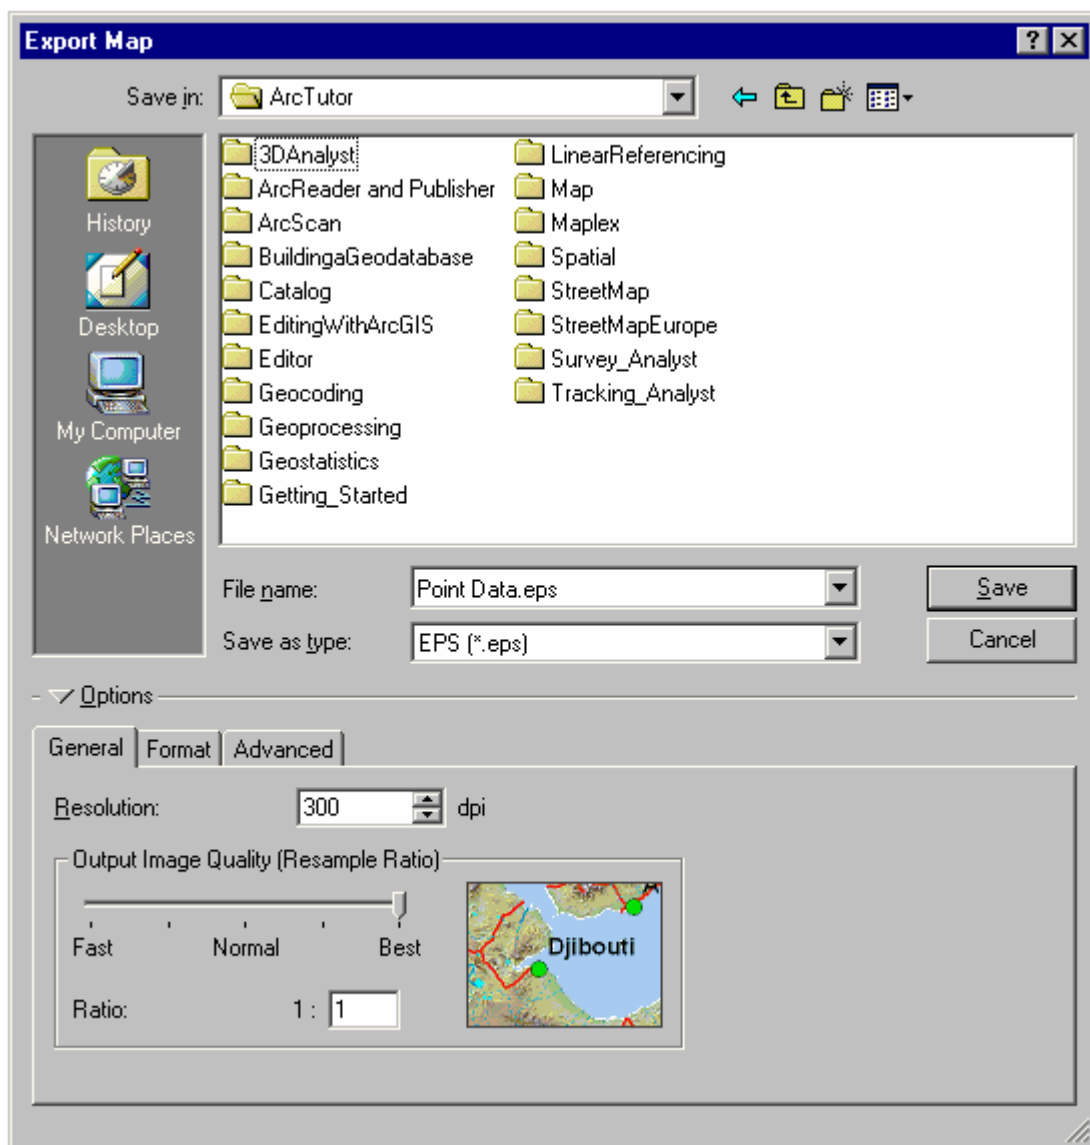 Export Map
Save in: ArcTutor
History
Desktop
My Computer
Network Places
3DAnalyst
ArcReader and Publisher
ArcScan
BuildingaGeodatabase
Catalog
EditingWithArcGIS
Editor
Geocoding
Geoprocessing
Geostatistics
Getting_Started
LinearReferencing
Map
Maplex
Spatial
StreetMap
StreetMapEurope
Survey_Analyst
Tracking_Analyst
File name: Point Data.eps Save
Save as type: EPS (*.eps) Cancel
Options
General Format Advanced
Resolution: 300 dpi
Output Image Quality (Resample Ratio)
Fast Normal Best
Djibouti
Ratio: 1 : 1